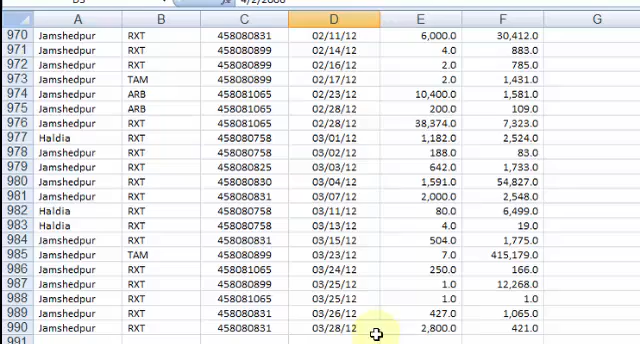 D3 fx 4/2/2006
A B C D E F G
970 Jamshedpur RXT 458080831 02/11/12 6,000.0 30,412.0
971 Jamshedpur RXT 458080899 02/14/12 4.0 883.0
972 Jamshedpur RXT 458080899 02/16/12 2.0 785.0
973 Jamshedpur TAM 458080899 02/17/12 2.0 1,431.0
974 Jamshedpur ARB 458081065 02/23/12 10,400.0 1,581.0
975 Jamshedpur ARB 458081065 02/28/12 200.0 109.0
976 Jamshedpur RXT 458081065 02/28/12 38,374.0 7,323.0
977 Haldia RXT 458080758 03/01/12 1,182.0 2,524.0
978 Jamshedpur RXT 458080758 03/02/12 188.0 83.0
979 Jamshedpur RXT 458080825 03/03/12 642.0 1,733.0
980 Jamshedpur RXT 458080830 03/04/12 1,591.0 54,827.0
981 Jamshedpur RXT 458080831 03/07/12 2,000.0 2,548.0
982 Haldia RXT 458080758 03/11/12 80.0 6,499.0
983 Haldia RXT 458080758 03/13/12 4.0 19.0
984 Jamshedpur RXT 458080831 03/15/12 504.0 1,775.0
985 Jamshedpur TAM 458080899 03/23/12 7.0 415,179.0
986 Jamshedpur RXT 458081065 03/24/12 250.0 166.0
987 Jamshedpur RXT 458080899 03/25/12 1.0 12,268.0
988 Jamshedpur RXT 458081065 03/25/12 1.0 1.0
989 Jamshedpur RXT 458080831 03/26/12 427.0 1,065.0
990 Jamshedpur RXT 458080831 03/28/12 2,800.0 421.0
991